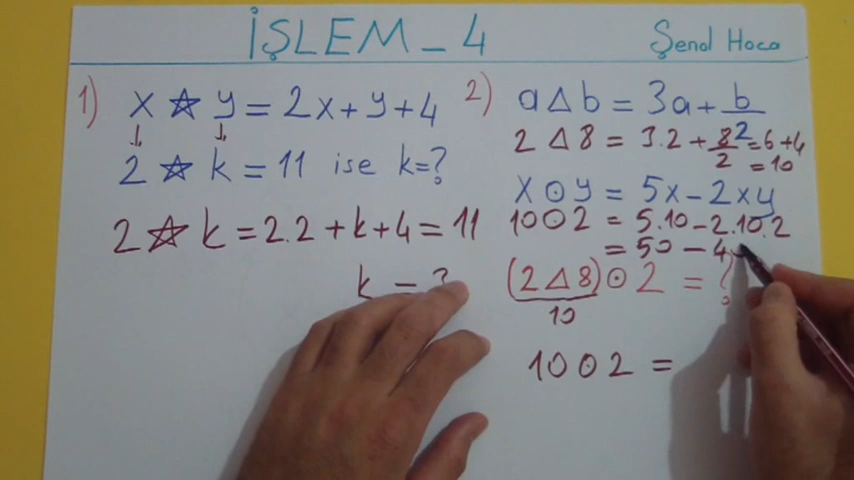 İŞLEM - 4
Şenol Hoca
1) x ☆ y = 2x + y + 4
2 ☆ k = 11 ise k = ?
2 ☆ k = 2.2 + k + 4 = 11
k =
2) a △ b = 3a + b/2
2 △ 8 = 3.2 + 8/2 = 6 + 4
= 10
x ⊙ y = 5x - 2xy
10 ⊙ 2 = 5.10 - 2.10.2
= 50 - 4
(2 △ 8) ⊙ 2 = ?
10
10 ⊙ 2 =